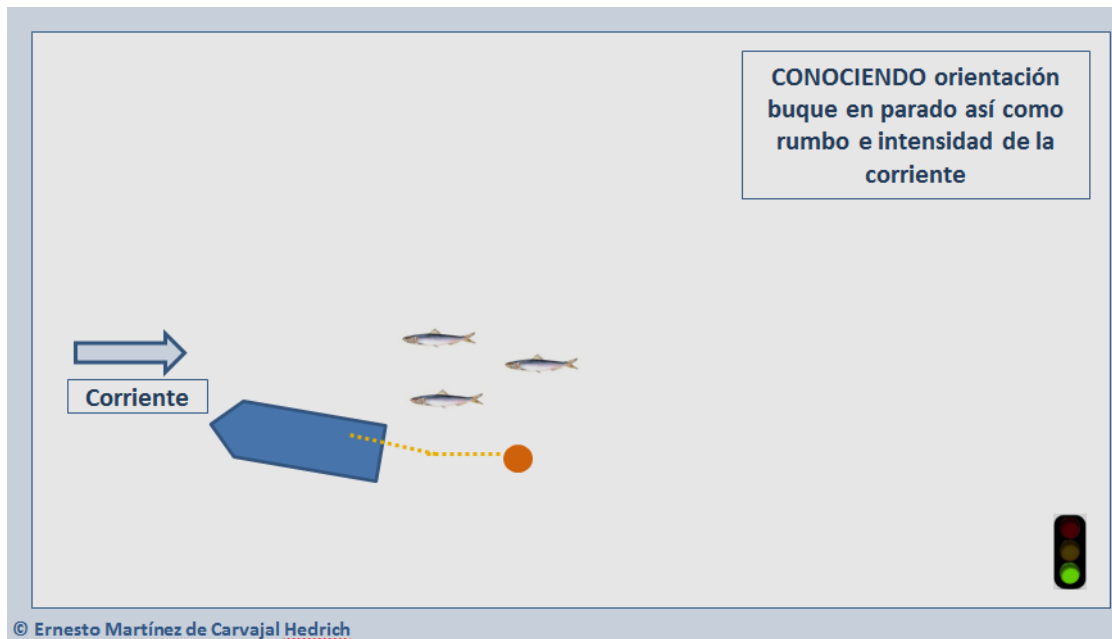 CONOCIENDO orientación
buque en parado así como
rumbo e intensidad de la
corriente
Corriente
© Ernesto Martínez de Carvajal Hedrich